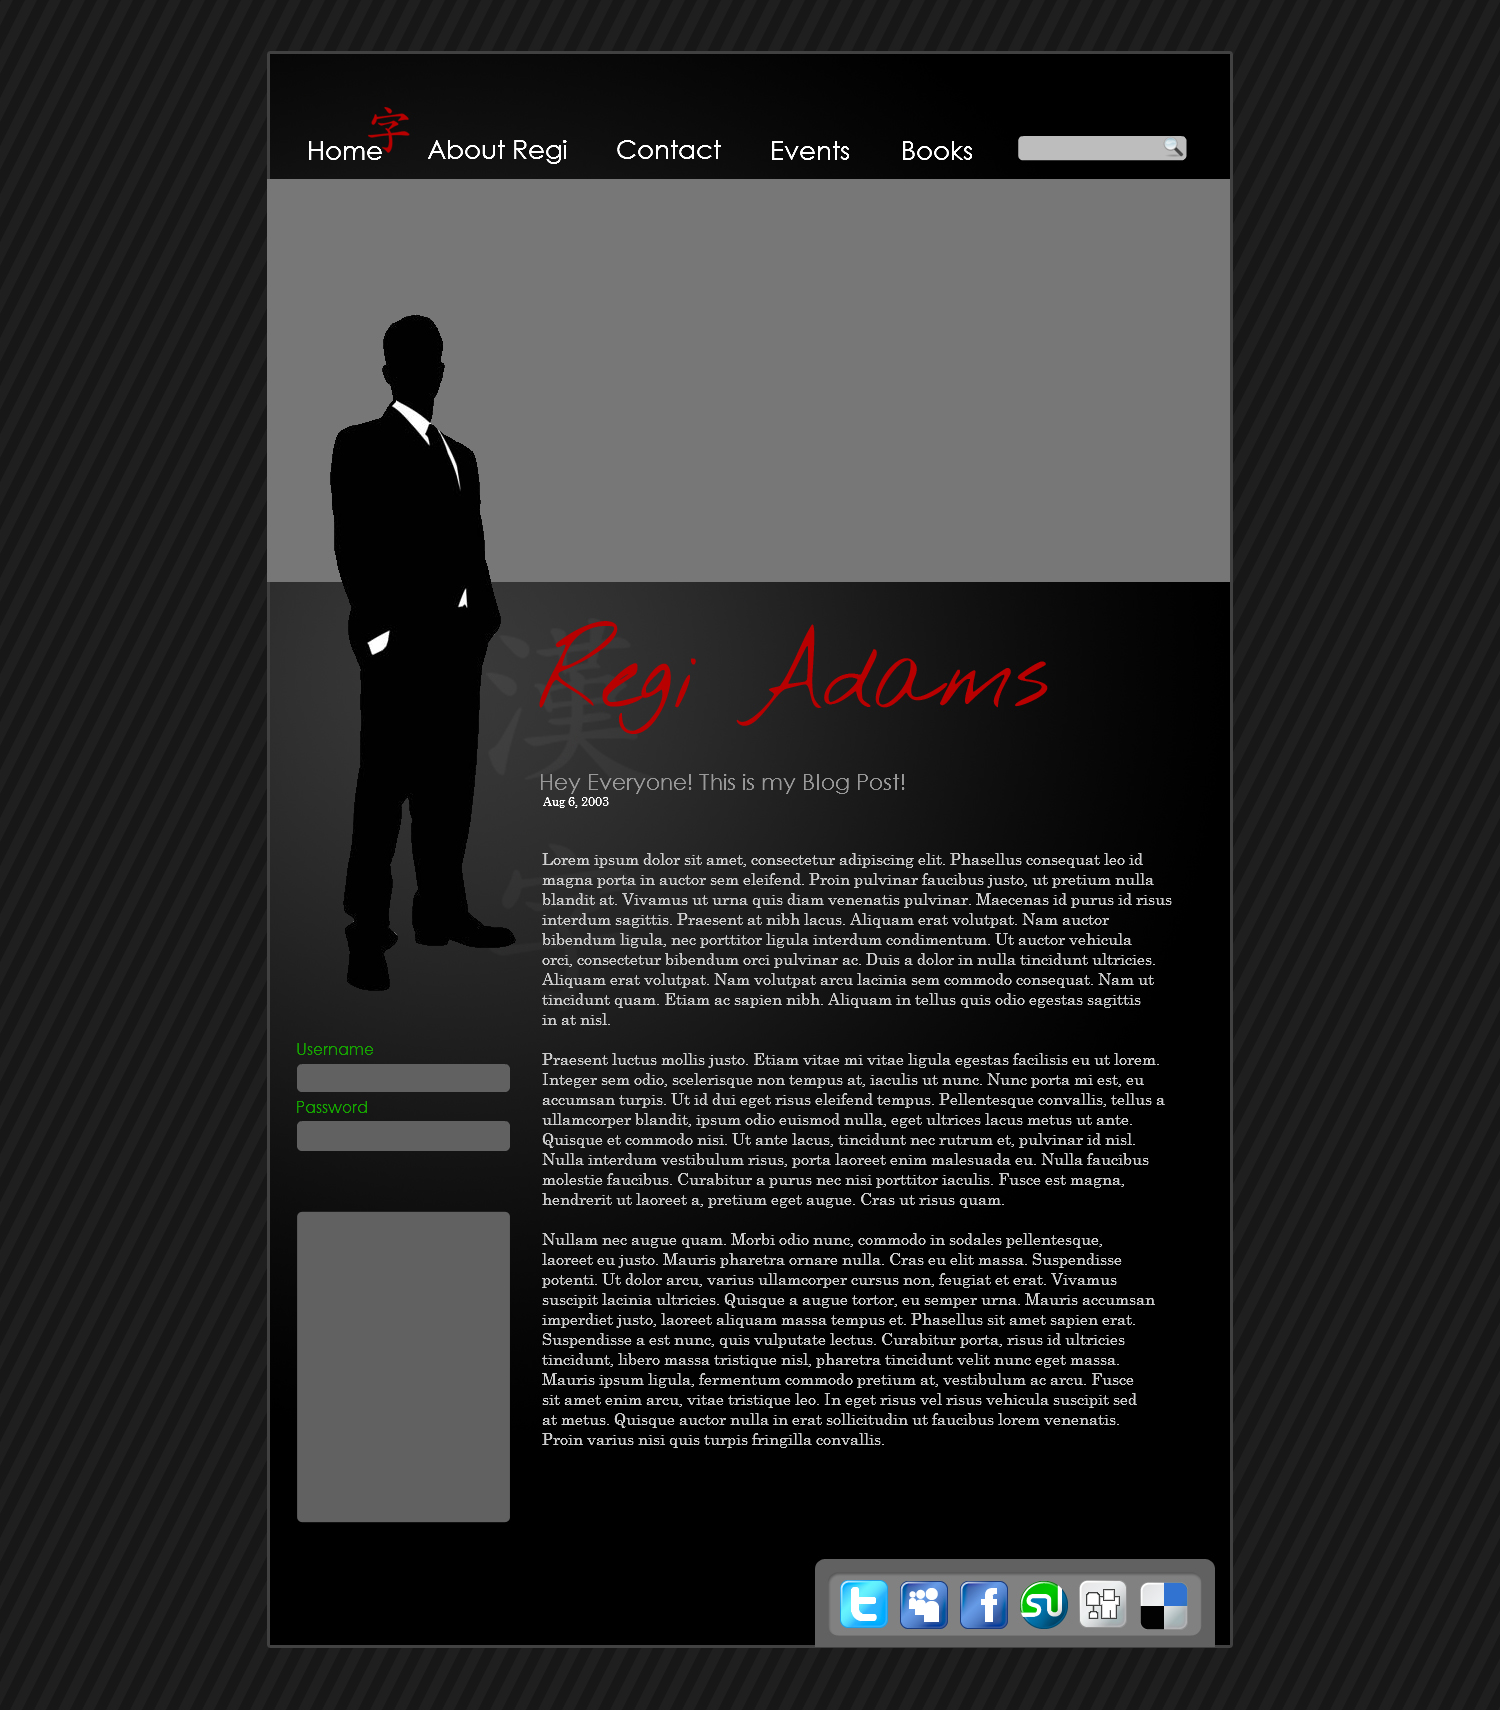 字
Home About Regi Contact Events Books
漢
Regi Adams
Hey Everyone! This is my Blog Post!
Aug 6, 2003
字
Lorem ipsum dolor sit amet, consectetur adipiscing elit. Phasellus consequat leo id
magna porta in auctor sem eleifend. Proin pulvinar faucibus justo, ut pretium nulla
blandit at. Vivamus ut urna quis diam venenatis pulvinar. Maecenas id purus id risus
interdum sagittis. Praesent at nibh lacus. Aliquam erat volutpat. Nam auctor
bibendum ligula, nec porttitor ligula interdum condimentum. Ut auctor vehicula
orci, consectetur bibendum orci pulvinar ac. Duis a dolor in nulla tincidunt ultricies.
Aliquam erat volutpat. Nam volutpat arcu lacinia sem commodo consequat. Nam ut
tincidunt quam. Etiam ac sapien nibh. Aliquam in tellus quis odio egestas sagittis
in at nisl.
Username
Password
Praesent luctus mollis justo. Etiam vitae mi vitae ligula egestas facilisis eu ut lorem.
Integer sem odio, scelerisque non tempus at, iaculis ut nunc. Nunc porta mi est, eu
accumsan turpis. Ut id dui eget risus eleifend tempus. Pellentesque convallis, tellus a
ullamcorper blandit, ipsum odio euismod nulla, eget ultrices lacus metus ut ante.
Quisque et commodo nisi. Ut ante lacus, tincidunt nec rutrum et, pulvinar id nisl.
Nulla interdum vestibulum risus, porta laoreet enim malesuada eu. Nulla faucibus
molestie faucibus. Curabitur a purus nec nisi porttitor iaculis. Fusce est magna,
hendrerit ut laoreet a, pretium eget augue. Cras ut risus quam.
Nullam nec augue quam. Morbi odio nunc, commodo in sodales pellentesque,
laoreet eu justo. Mauris pharetra ornare nulla. Cras eu elit massa. Suspendisse
potenti. Ut dolor arcu, varius ullamcorper cursus non, feugiat et erat. Vivamus
suscipit lacinia ultricies. Quisque a augue tortor, eu semper urna. Mauris accumsan
imperdiet justo, laoreet aliquam massa tempus et. Phasellus sit amet sapien erat.
Suspendisse a est nunc, quis vulputate lectus. Curabitur porta, risus id ultricies
tincidunt, libero massa tristique nisl, pharetra tincidunt velit nunc eget massa.
Mauris ipsum ligula, fermentum commodo pretium at, vestibulum ac arcu. Fusce
sit amet enim arcu, vitae tristique leo. In eget risus vel risus vehicula suscipit sed
at metus. Quisque auctor nulla in erat sollicitudin ut faucibus lorem venenatis.
Proin varius nisi quis turpis fringilla convallis.